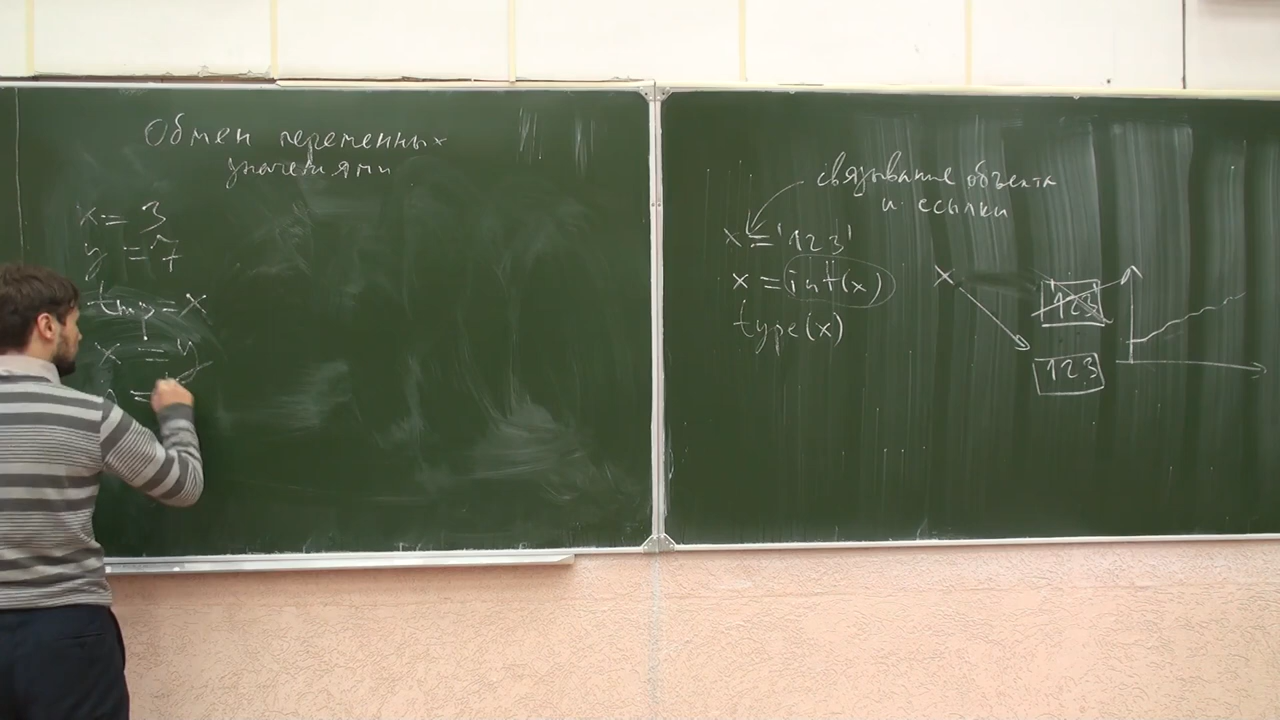 Обмен переменных
значениями
x = 3
y = 7
tmp = x
x = y
=
связывание объекта
и ссылки
x = '123'
x = int(x)
type(x)
x
123
123